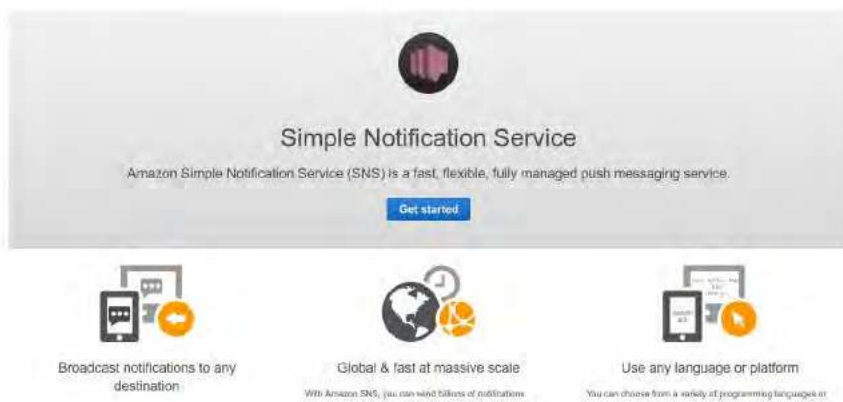 Simple Notification Service
Amazon Simple Notification Service (SNS) is a fast, flexible, fully managed push messaging service.
Get started
Broadcast notifications to any
destination
Global & fast at massive scale
With Amazon SNS, you can send billions of notifications
Use any language or platform
You can choose from a variety of programming languages or